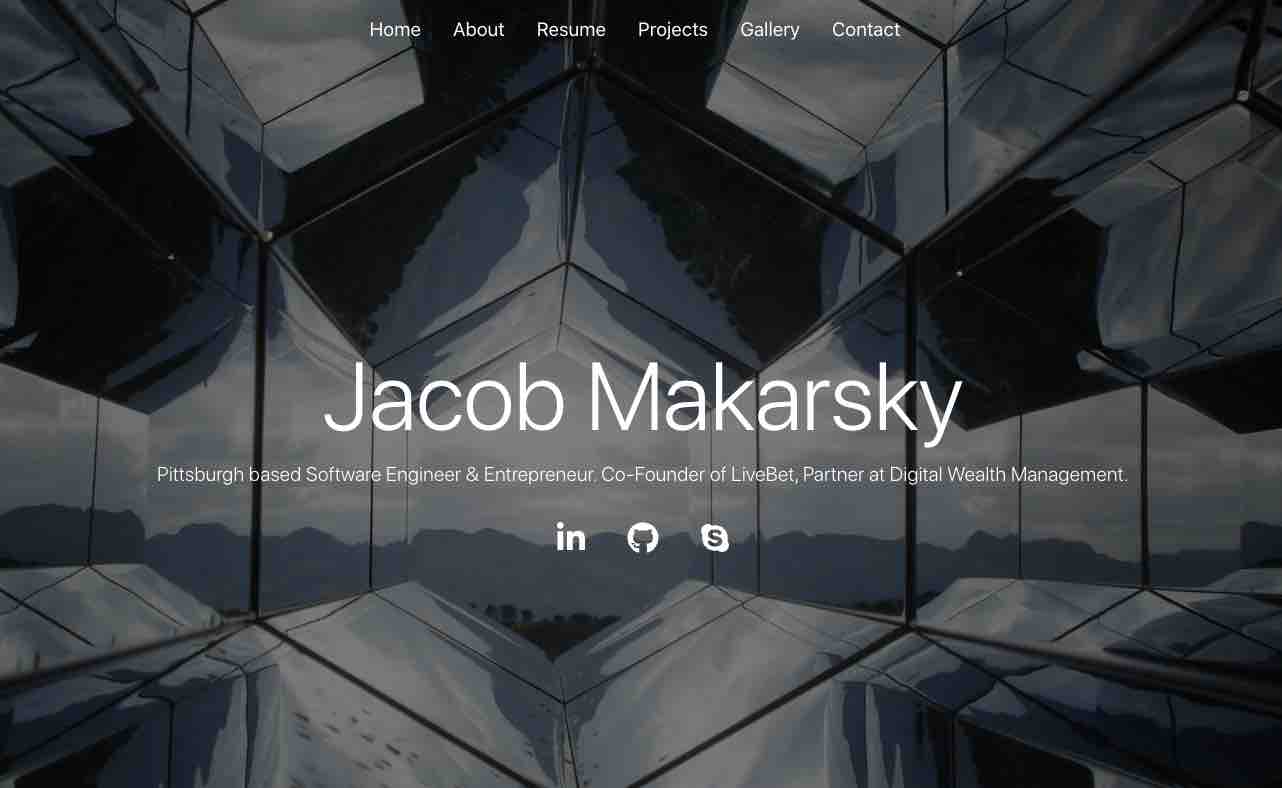 Home About Resume Projects Gallery Contact
Jacob Makarsky
Pittsburgh based Software Engineer & Entrepreneur. Co-Founder of LiveBet, Partner at Digital Wealth Management.
in